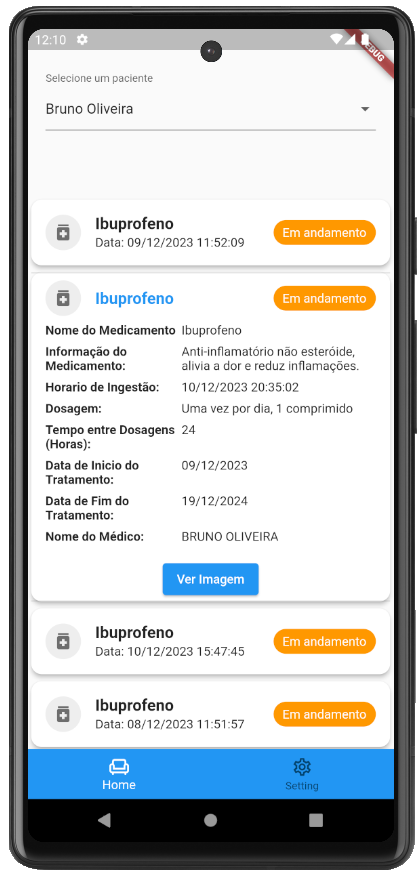 12:10
DEBUG
Selecione um paciente
Bruno Oliveira
Ibuprofeno
Data: 09/12/2023 11:52:09
Em andamento
Ibuprofeno
Em andamento
Nome do Medicamento Ibuprofeno
Informação do Medicamento: Anti-inflamatório não esteróide,
alivia a dor e reduz inflamações.
Horario de Ingestão: 10/12/2023 20:35:02
Dosagem: Uma vez por dia, 1 comprimido
Tempo entre Dosagens 24
(Horas):
Data de Inicio do 09/12/2023
Tratamento:
Data de Fim do 19/12/2024
Tratamento:
Nome do Médico: BRUNO OLIVEIRA
Ver Imagem
Ibuprofeno
Data: 10/12/2023 15:47:45
Em andamento
Ibuprofeno
Data: 08/12/2023 11:51:57
Em andamento
Home
Setting